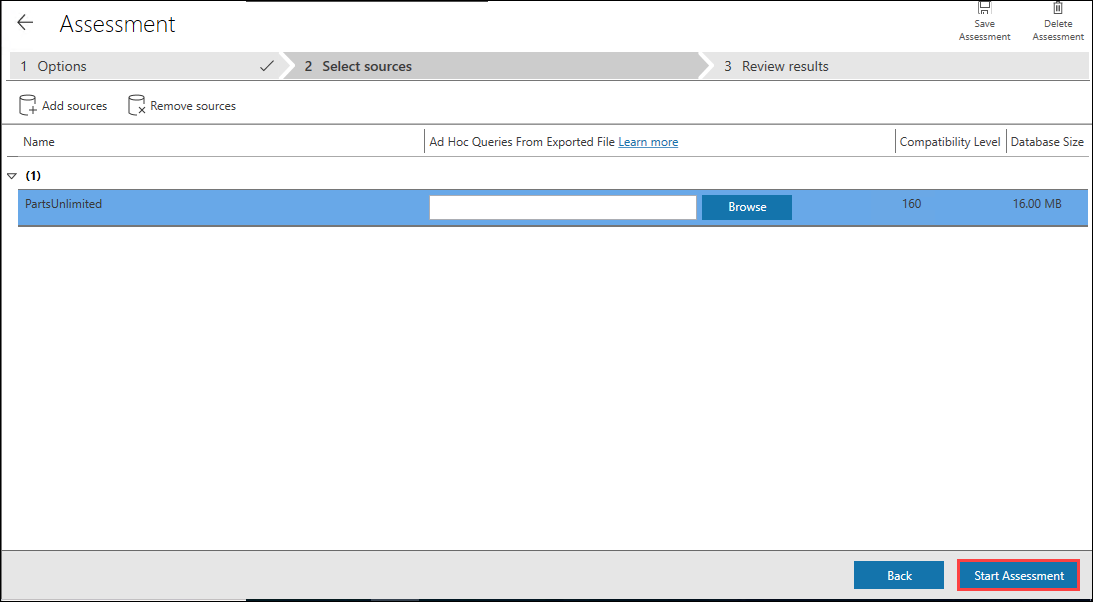 Assessment
Save
Assessment
Delete
Assessment
1 Options
2 Select sources
3 Review results
Add sources
Remove sources
Name
Ad Hoc Queries From Exported File Learn more
Compatibility Level
Database Size
(1)
PartsUnlimited
Browse
160
16.00 MB
Back
Start Assessment